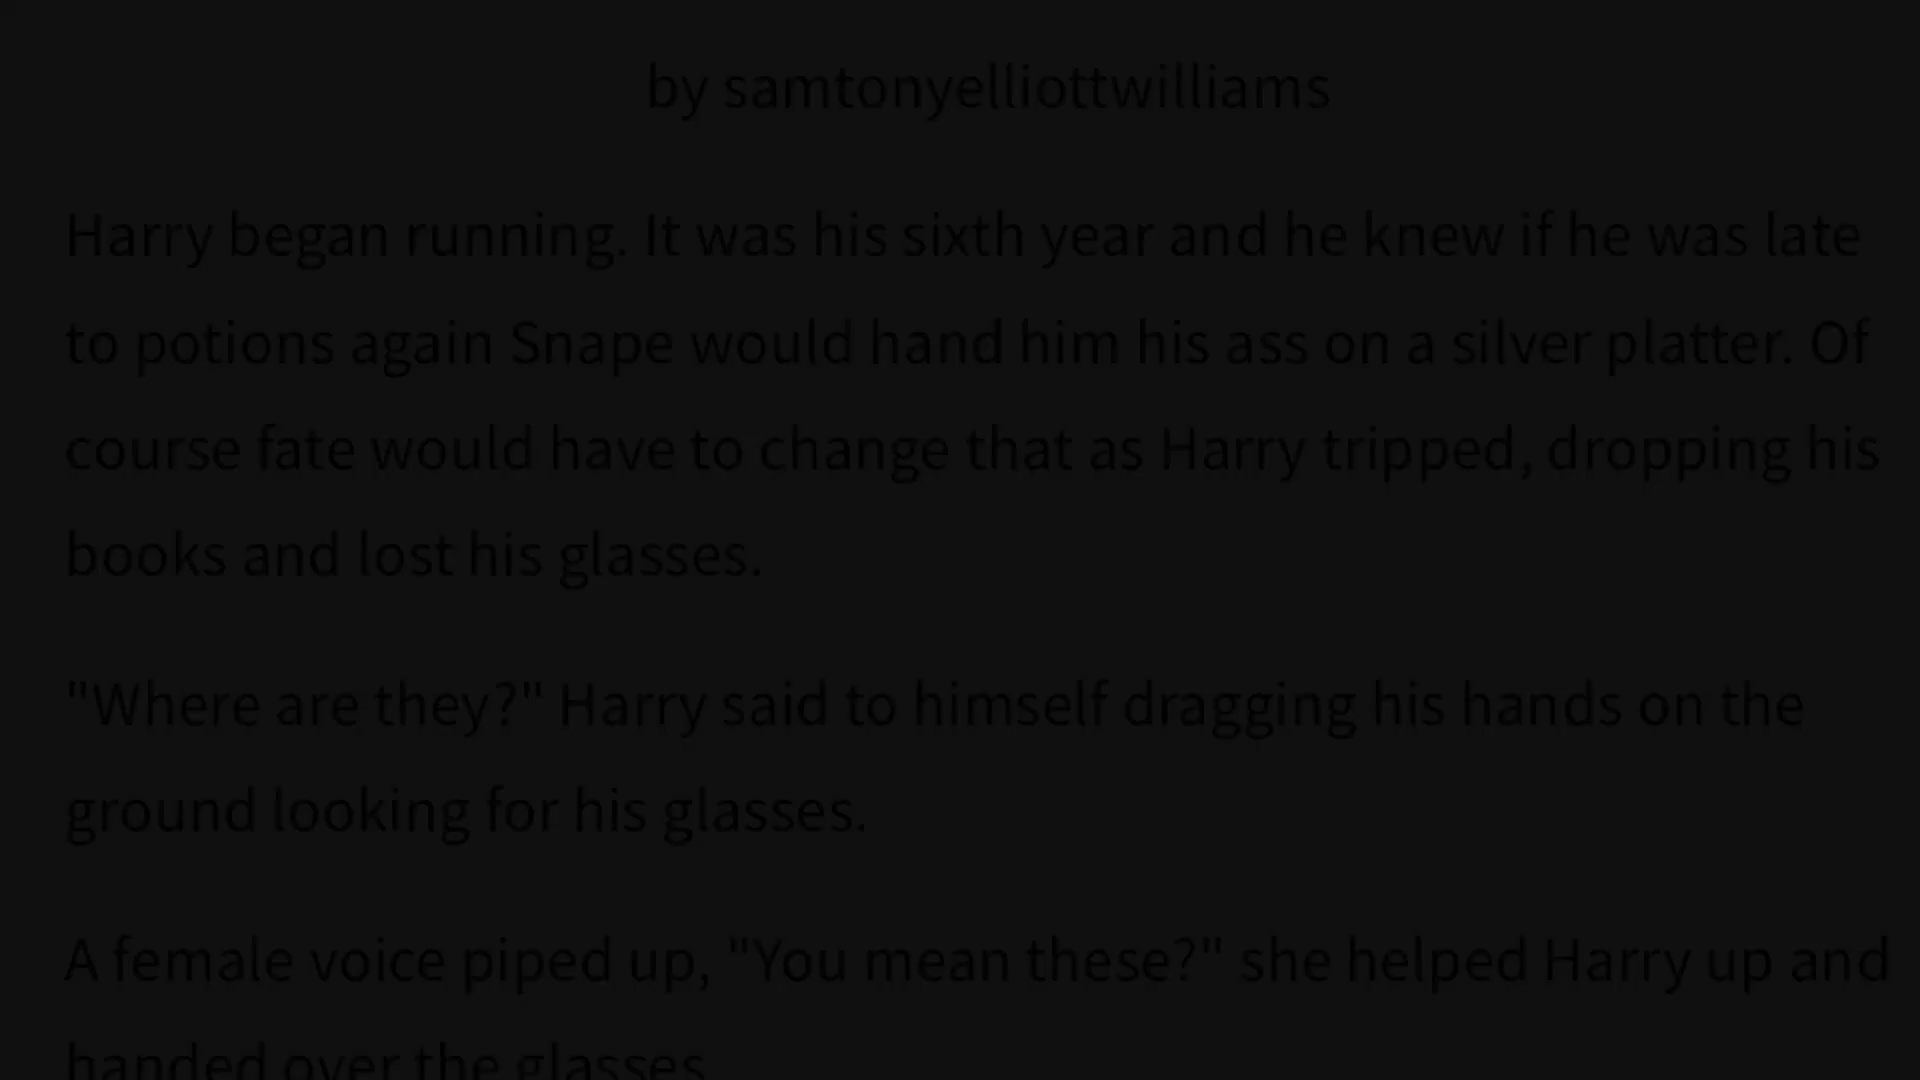 by samtonyelliottwilliams
Harry began running. It was his sixth year and he knew if he was late
to potions again Snape would hand him his ass on a silver platter. Of
course fate would have to change that as Harry tripped, dropping his
books and lost his glasses.
"Where are they?" Harry said to himself dragging his hands on the
ground looking for his glasses.
A female voice piped up, "You mean these?" she helped Harry up and
handed over the glasses